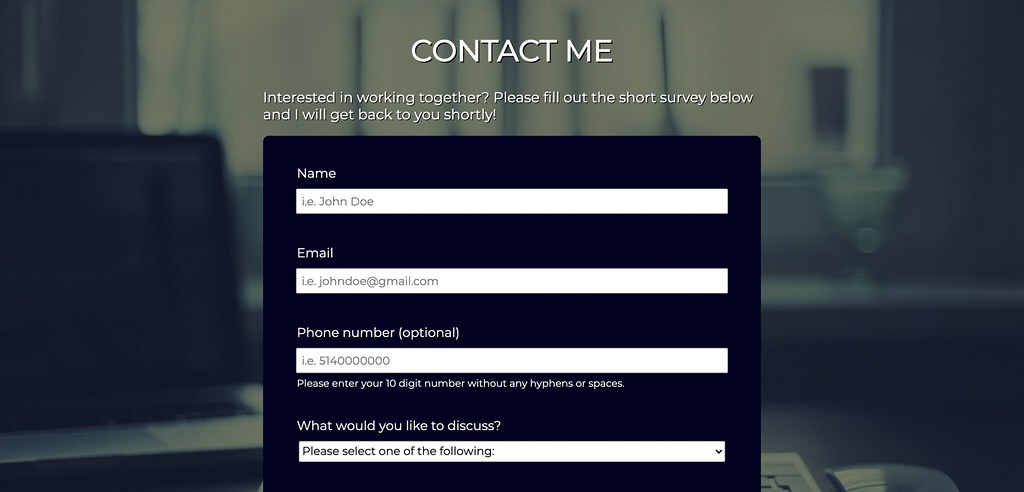 CONTACT ME
Interested in working together? Please fill out the short survey below
and I will get back to you shortly!
Name
i.e. John Doe
Email
i.e. johndoe@gmail.com
Phone number (optional)
i.e. 5140000000
Please enter your 10 digit number without any hyphens or spaces.
What would you like to discuss?
Please select one of the following: